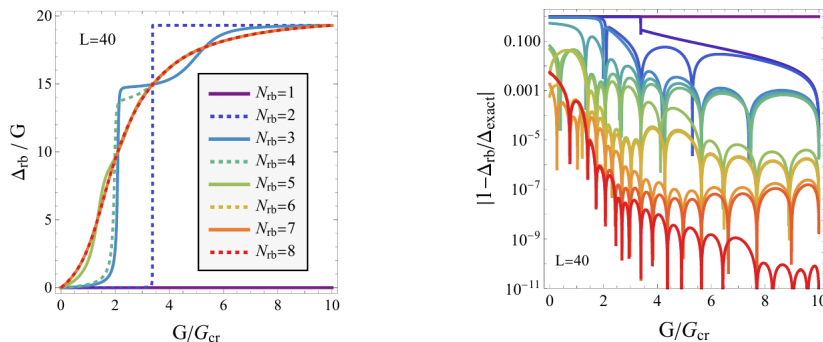 20
15
10
5
0
Δrb / G
L=40
Nrb=1
Nrb=2
Nrb=3
Nrb=4
Nrb=5
Nrb=6
Nrb=7
Nrb=8
0 2 4 6 8 10
G/Gcr
0.100
0.001
10⁻⁵
10⁻⁷
10⁻⁹
10⁻¹¹
|1-Δrb/Δexact|
L=40
0 2 4 6 8 10
G/Gcr